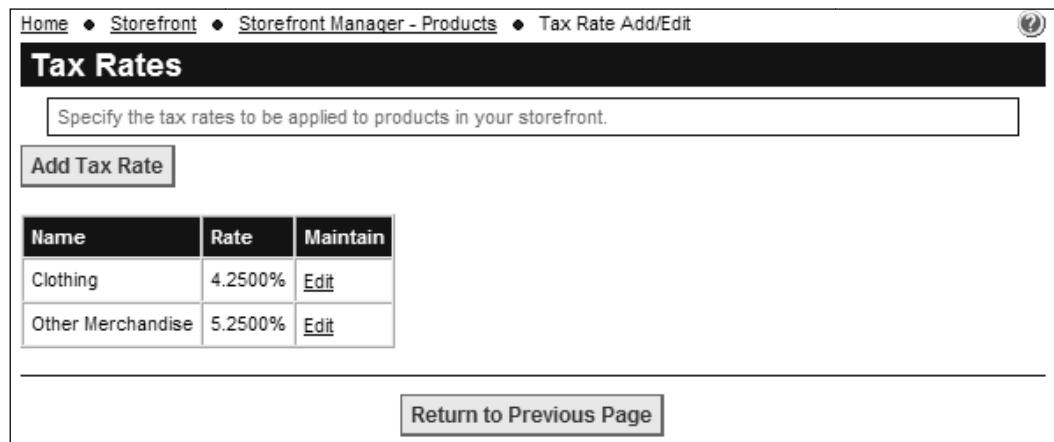 Home ● Storefront ● Storefront Manager - Products ● Tax Rate Add/Edit ?
Tax Rates
Specify the tax rates to be applied to products in your storefront.
Add Tax Rate
Name Rate Maintain
Clothing 4.2500% Edit
Other Merchandise 5.2500% Edit
Return to Previous Page